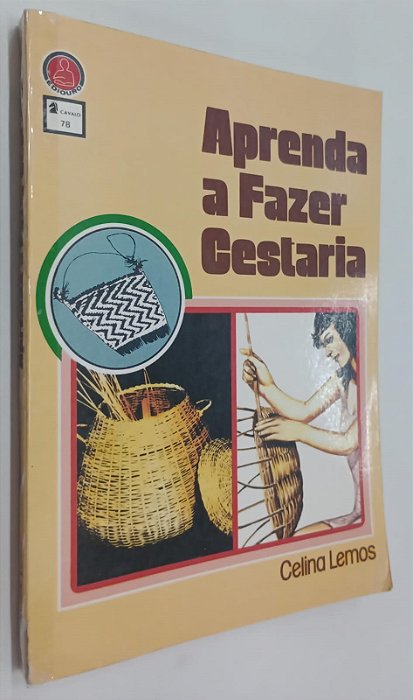 EDIOURO
CAVALO
78
Aprenda
a Fazer
Cestaria
Celina Lemos